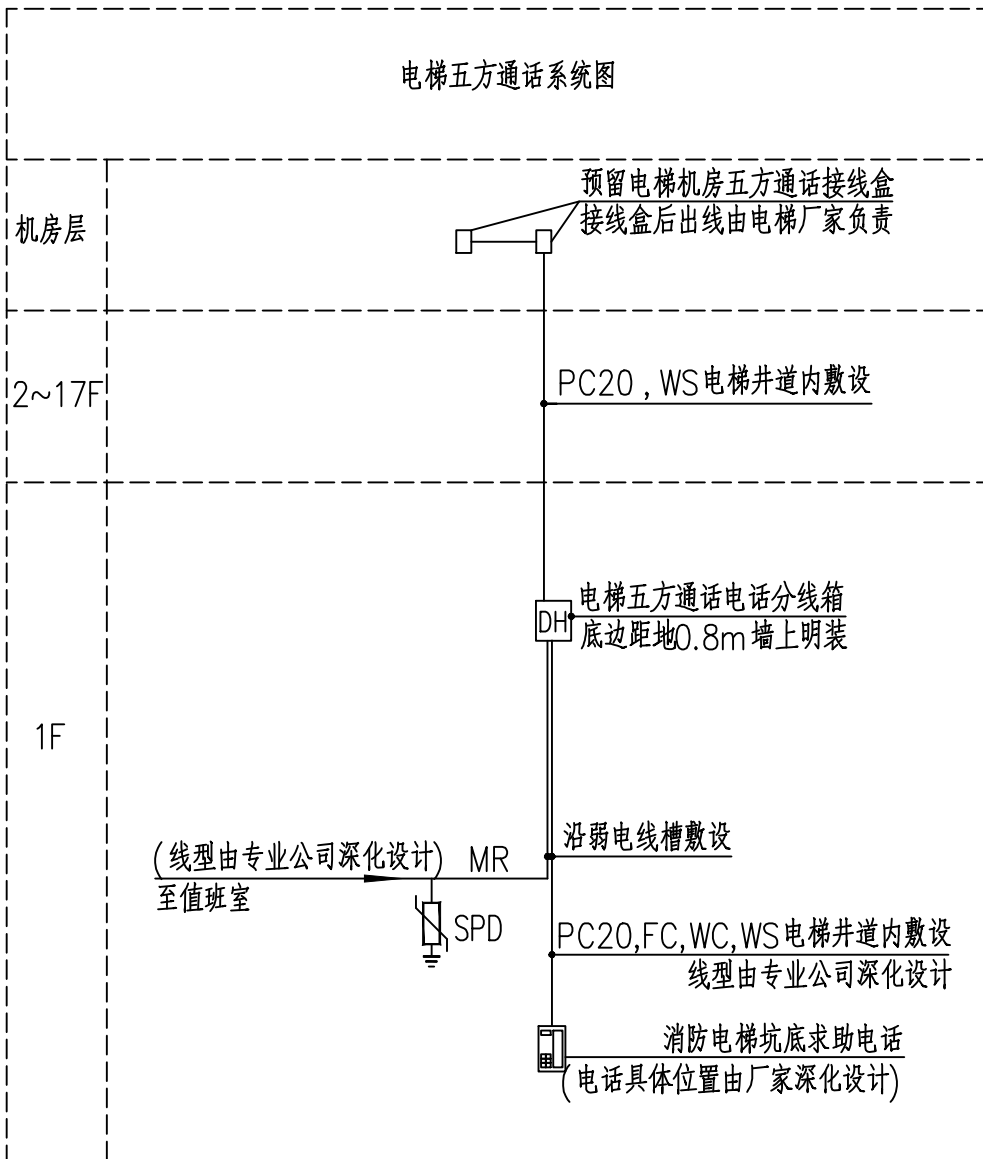 电梯五方通话系统图
机房层
预留电梯机房五方通话接线盒
接线盒后出线由电梯厂家负责
2~17F
PC20，WS电梯井道内敷设
1F
DH
电梯五方通话电话分线箱
底边距地0.8m墙上明装
沿弱电线槽敷设
(线型由专业公司深化设计)
MR
至值班室
SPD
PC20,FC,WC,WS电梯井道内敷设
线型由专业公司深化设计
消防电梯坑底求助电话
(电话具体位置由厂家深化设计)